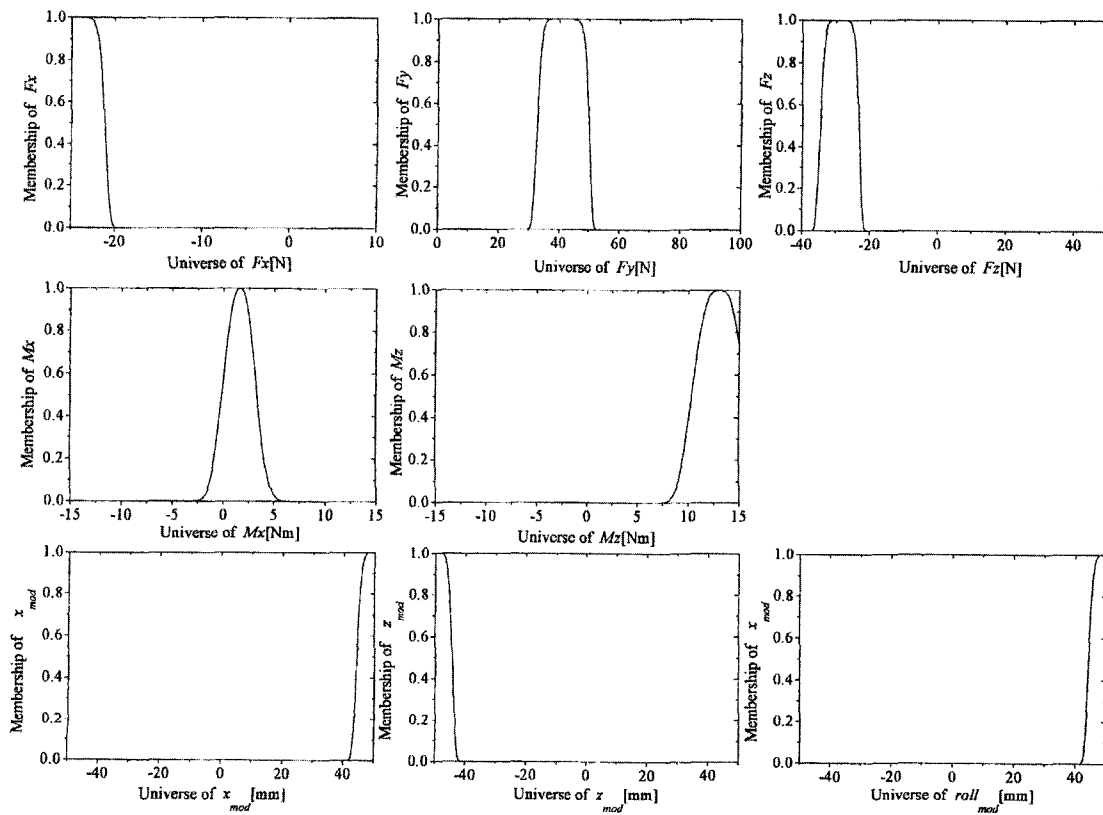 Membership of Fx
1.0
0.8
0.6
0.4
0.2
0.0
-20 -10 0 10
Universe of Fx[N]
Membership of Fy
1.0
0.8
0.6
0.4
0.2
0.0
0 20 40 60 80 100
Universe of Fy[N]
Membership of Fz
1.0
0.8
0.6
0.4
0.2
0.0
-40 -20 0 20 40
Universe of Fz[N]
Membership of Mx
1.0
0.8
0.6
0.4
0.2
0.0
-15 -10 -5 0 5 10 15
Universe of Mx[Nm]
Membership of Mz
1.0
0.8
0.6
0.4
0.2
0.0
-15 -10 -5 0 5 10 15
Universe of Mz[Nm]
Membership of x mod
1.0
0.8
0.6
0.4
0.2
0.0
-40 -20 0 20 40
Universe of x mod [mm]
Membership of z mod
1.0
0.8
0.6
0.4
0.2
0.0
-40 -20 0 20 40
Universe of z mod [mm]
Membership of x mod
1.0
0.8
0.6
0.4
0.2
0.0
-40 -20 0 20 40
Universe of roll mod [mm]